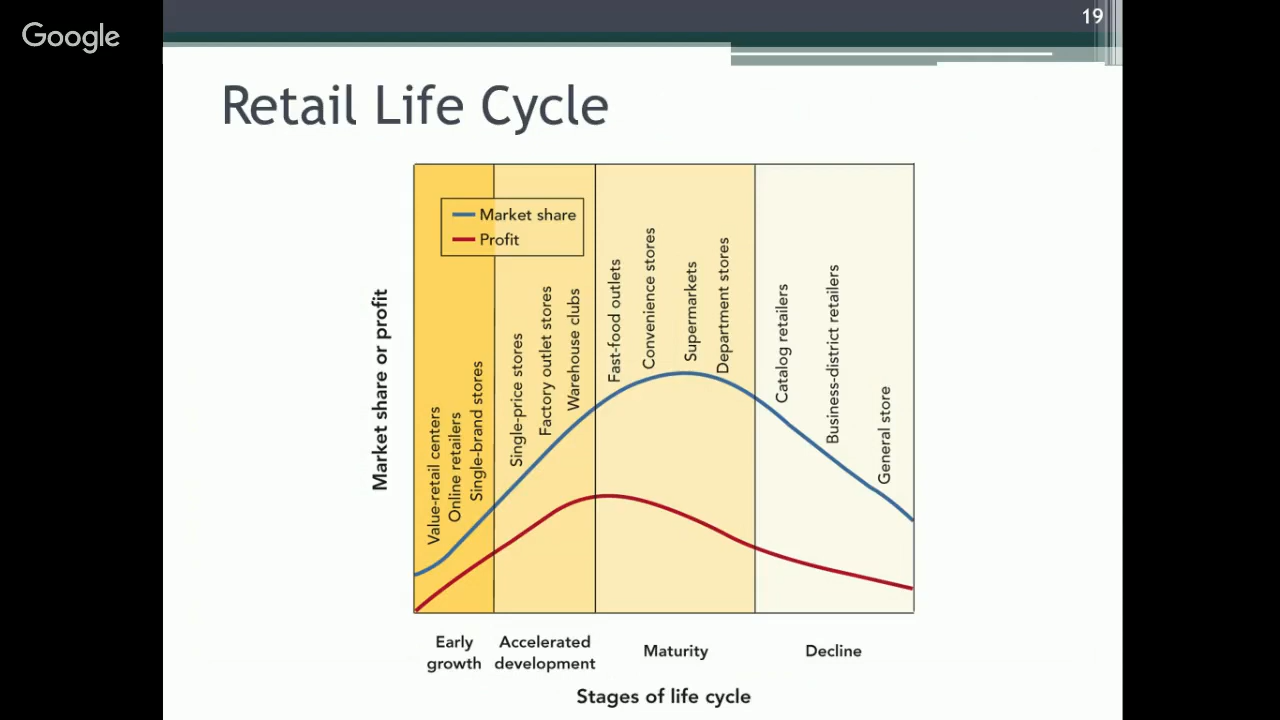 19
Google
Retail Life Cycle
Market share
Profit
Market share or profit
Value-retail centers
Online retailers
Single-brand stores
Single-price stores
Factory outlet stores
Warehouse clubs
Fast-food outlets
Convenience stores
Supermarkets
Department stores
Catalog retailers
Business-district retailers
General store
Early
growth
Accelerated
development
Maturity
Decline
Stages of life cycle